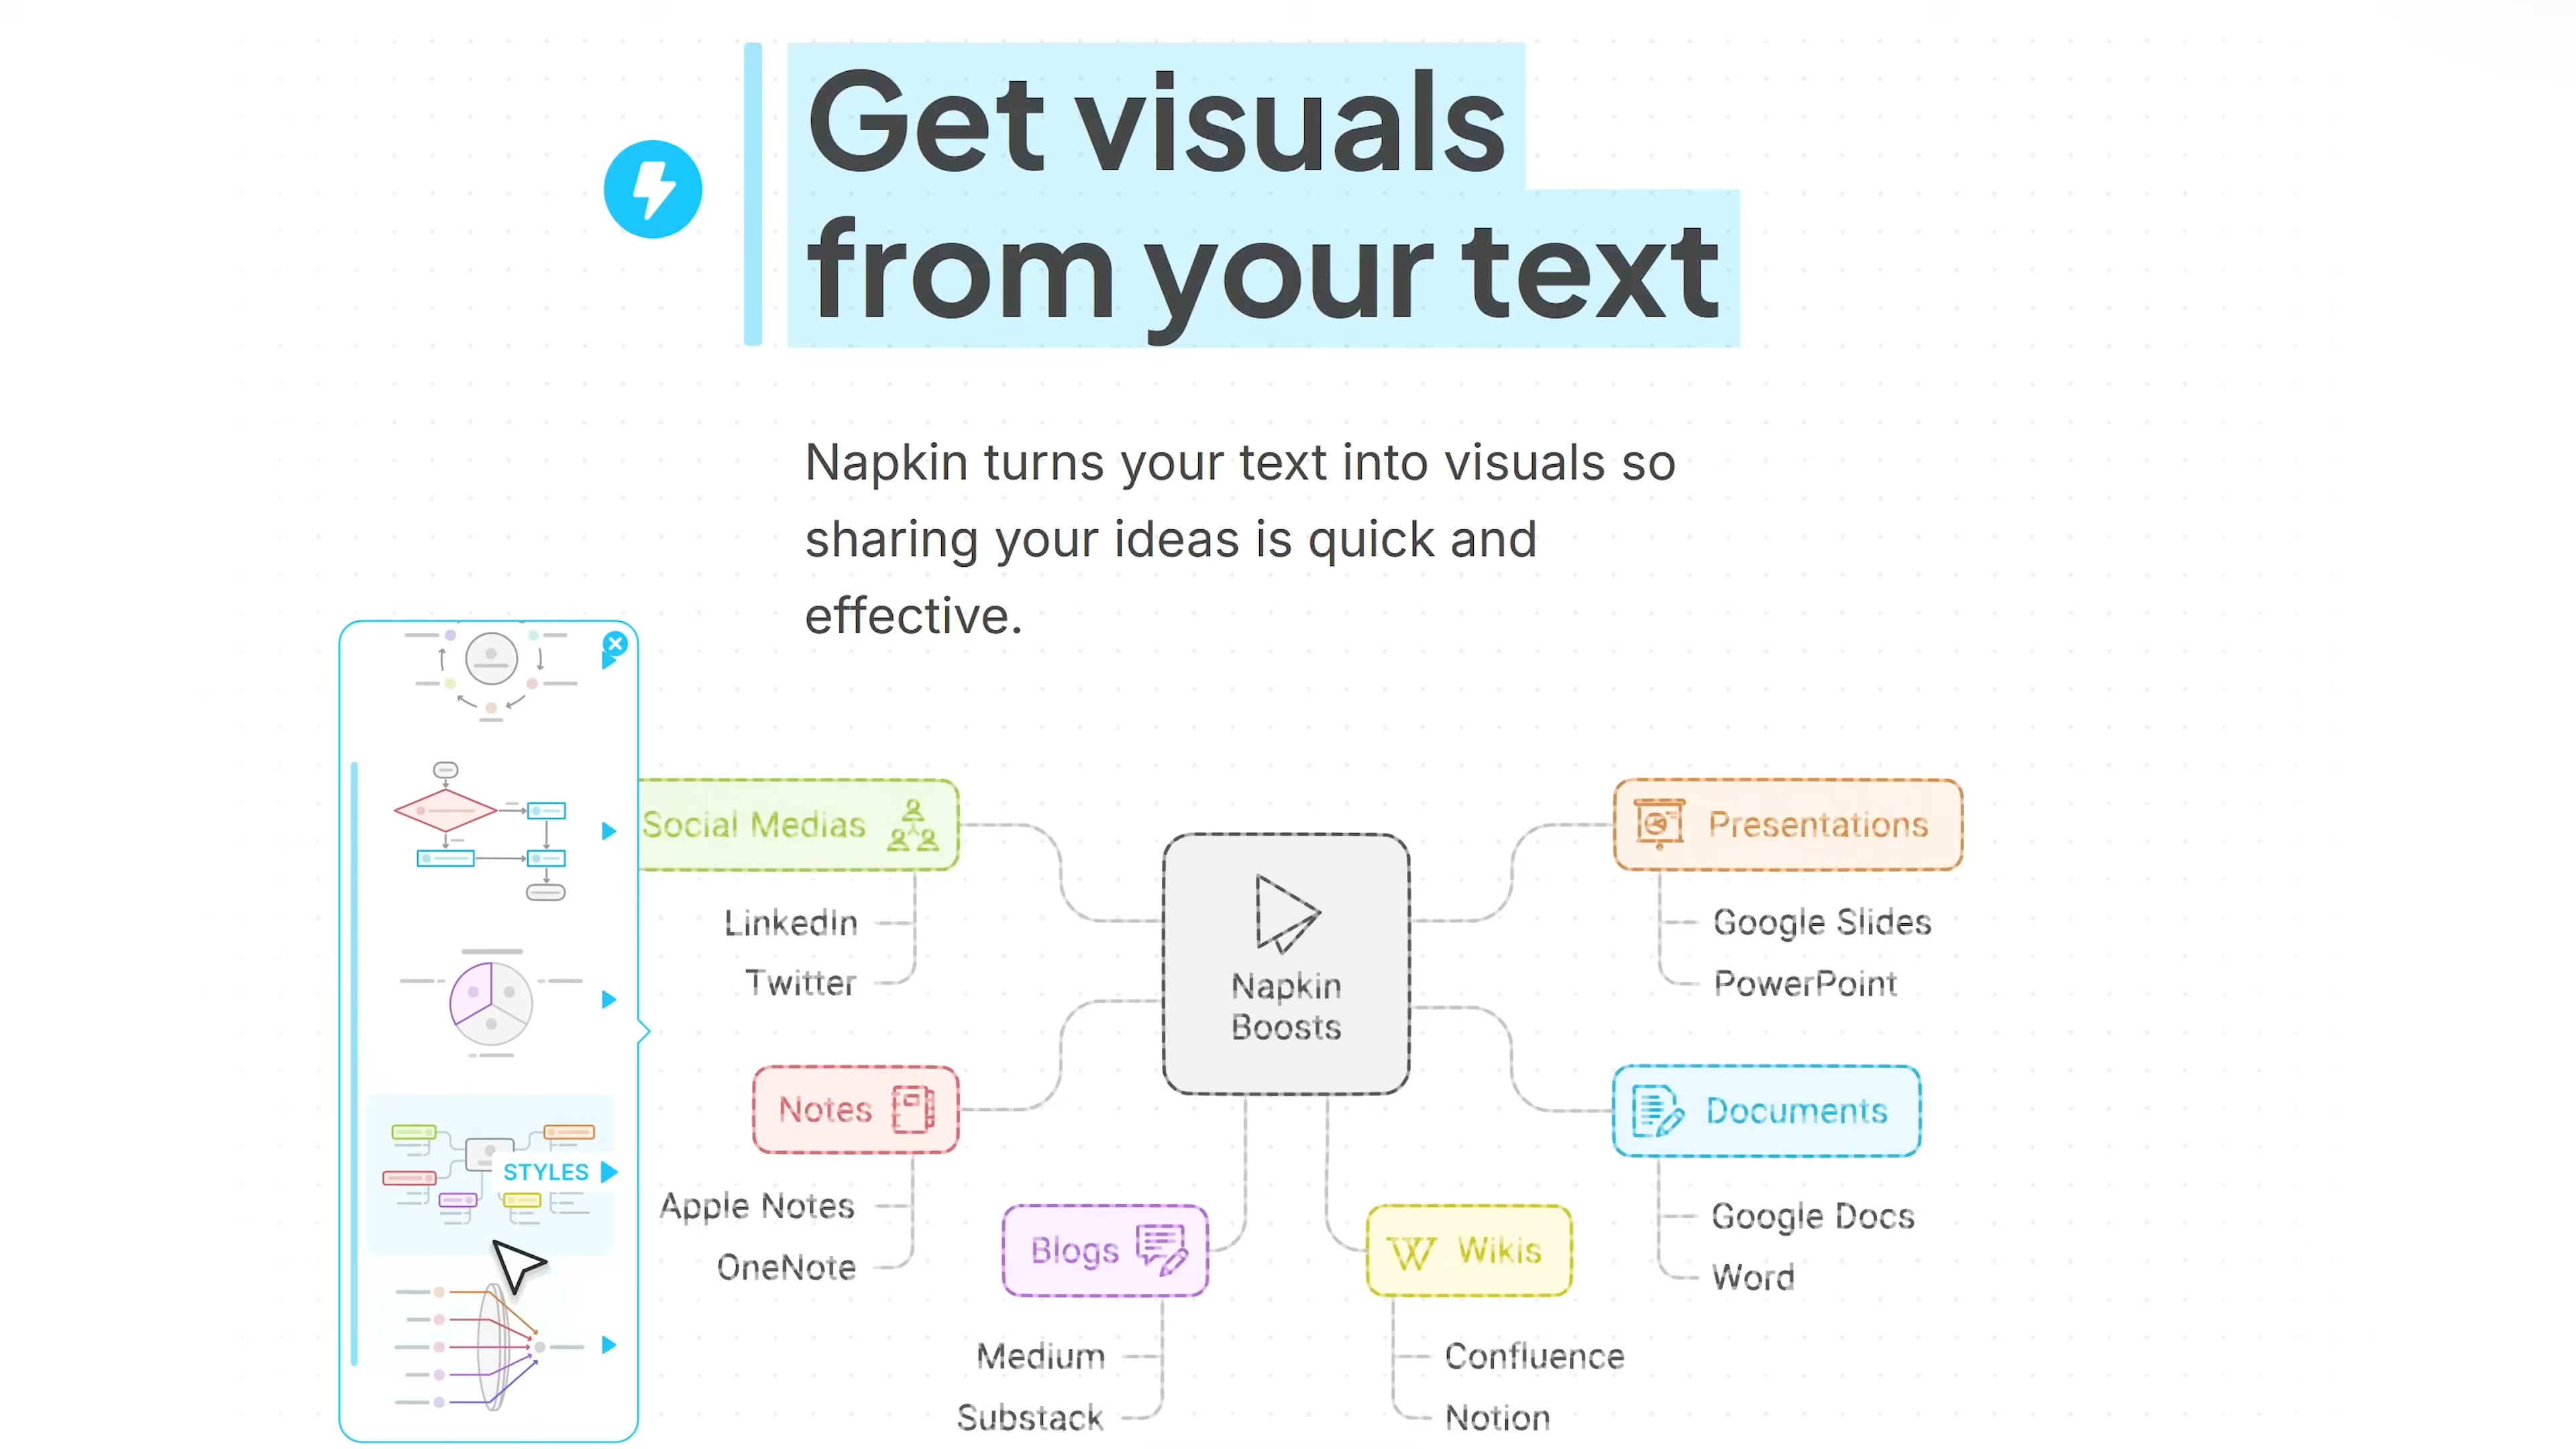 Get visuals
from your text
Napkin turns your text into visuals so
sharing your ideas is quick and
effective.
Social Medias
LinkedIn
Twitter
Notes
Apple Notes
OneNote
Blogs
Medium
Substack
Napkin
Boosts
Wikis
Confluence
Notion
Presentations
Google Slides
PowerPoint
Documents
Google Docs
Word
STYLES